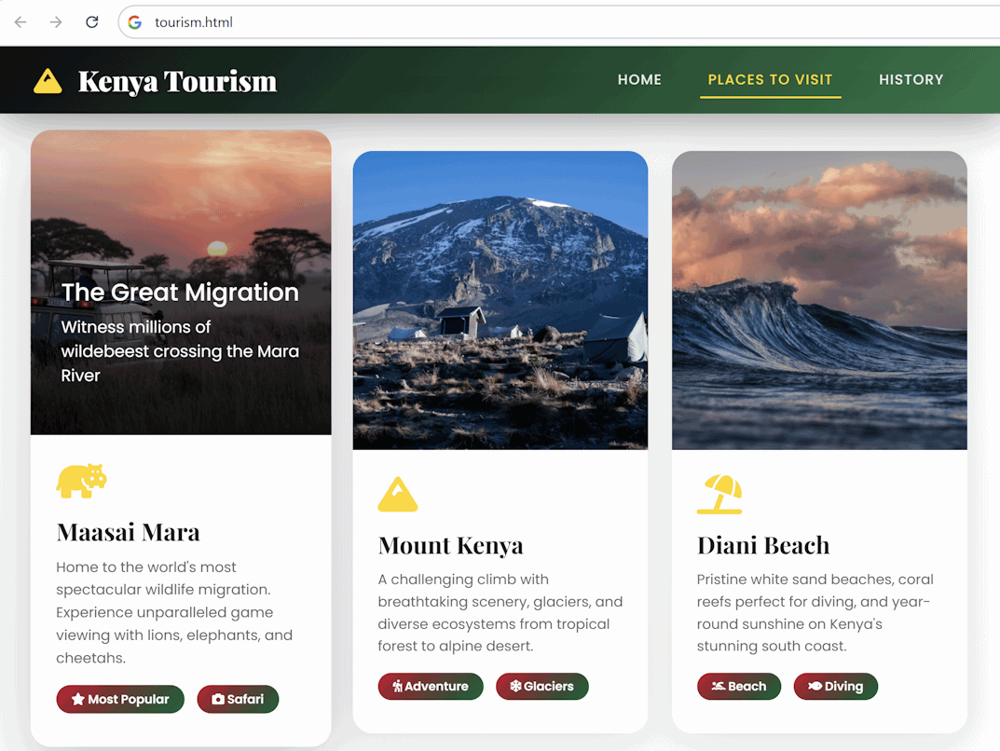 tourism.html
Kenya Tourism
HOME
PLACES TO VISIT
HISTORY
The Great Migration
Witness millions of
wildebeest crossing the Mara
River
Maasai Mara
Home to the world's most
spectacular wildlife migration.
Experience unparalleled game
viewing with lions, elephants, and
cheetahs.
Most Popular
Safari
Mount Kenya
A challenging climb with
breathtaking scenery, glaciers, and
diverse ecosystems from tropical
forest to alpine desert.
Adventure
Glaciers
Diani Beach
Pristine white sand beaches, coral
reefs perfect for diving, and year-
round sunshine on Kenya's
stunning south coast.
Beach
Diving